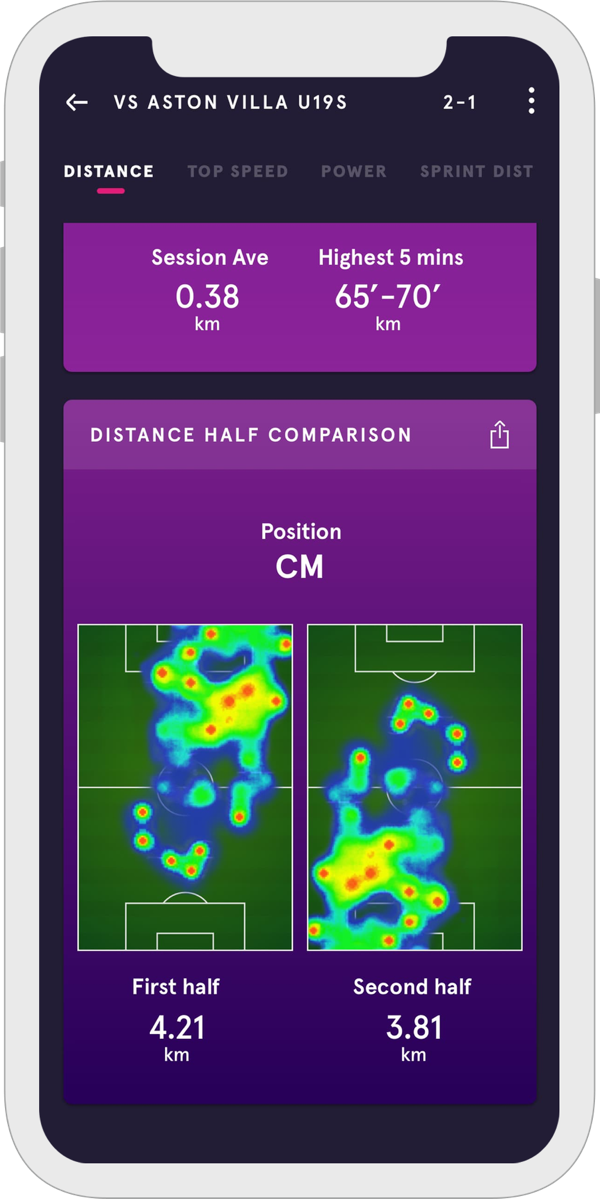 VS ASTON VILLA U19S 2-1
DISTANCE TOP SPEED POWER SPRINT DIST
Session Ave Highest 5 mins
0.38 65’-70’
km km
DISTANCE HALF COMPARISON
Position
CM
First half Second half
4.21 3.81
km km